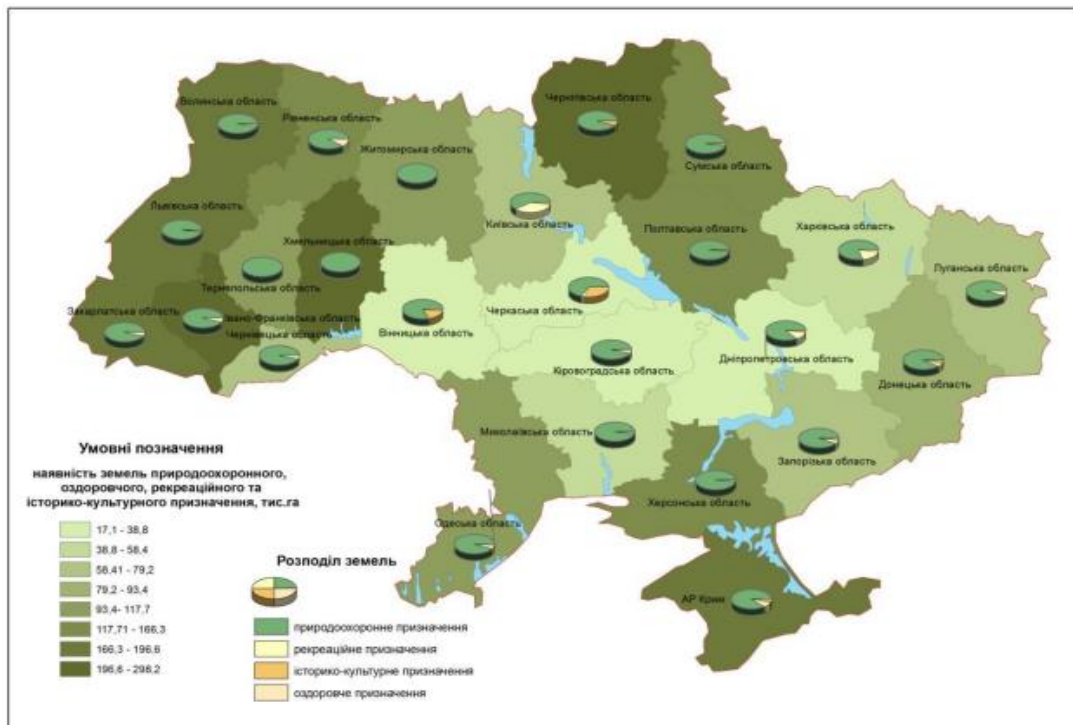 Волинська область
Рівненська область
Житомирська область
Чернігівська область
Сумська область
Львівська область
Хмельницька область
Київська область
Полтавська область
Харківська область
Луганська область
Тернопольська область
Закарпатська область
Івано-Франківська область
Чернівецька область
Вінницька область
Черкаська область
Кіровоградська область
Дніпропетровська область
Донецька область
Миколаївська область
Запорізька область
Херсонська область
Одеська область
АР Крим
Умовні позначення
наявність земель природоохоронного,
оздоровчого, рекреаційного та
історико-культурного призначення, тис.га
17,1 - 38,8
38,8 - 58,4
58,41 - 79,2
79,2 - 93,4
93,4- 117,7
117,71 - 166,3
166,3 - 196,6
196,6 - 298,2
Розподіл земель
природоохоронне призначення
рекреаційне призначення
історико-культурне призначення
оздоровче призначення